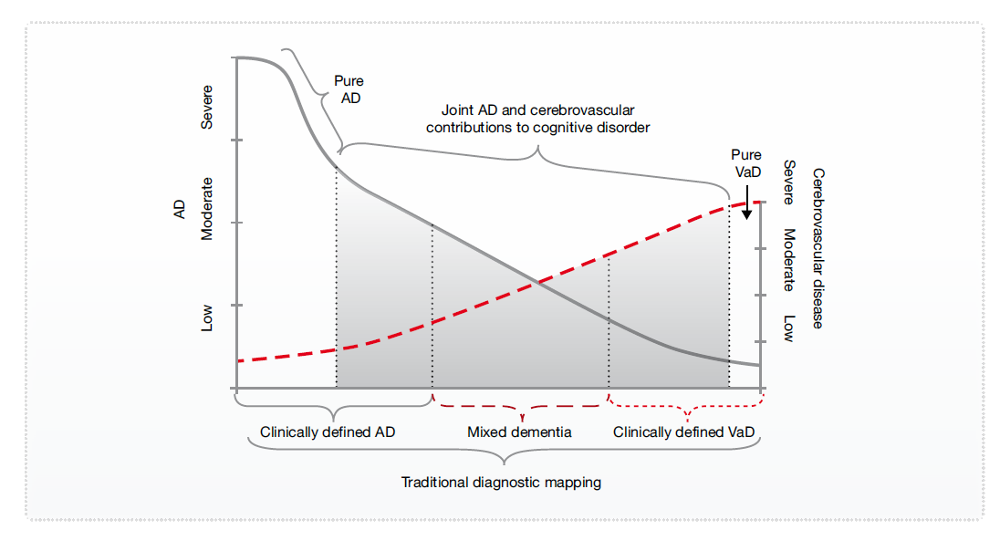 Pure
AD
Joint AD and cerebrovascular
contributions to cognitive disorder
Pure
VaD
AD
Severe
Moderate
Low
Severe
Moderate
Low
Cerebrovascular disease
Clinically defined AD
Mixed dementia
Clinically defined VaD
Traditional diagnostic mapping